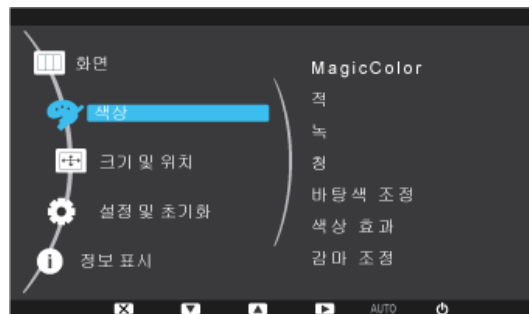 화면
색상
크기 및 위치
설정 및 초기화
정보 표시
MagicColor
적
녹
청
바탕색 조정
색상 효과
감마 조정
AUTO